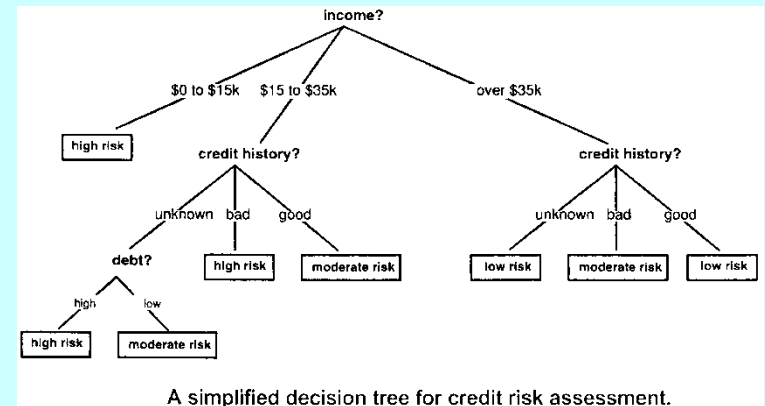 income?
$0 to $15k $15 to $35k over $35k
high risk
credit history? credit history?
unknown bad good unknown bad good
debt? high risk moderate risk low risk moderate risk low risk
high low
high risk moderate risk
A simplified decision tree for credit risk assessment.